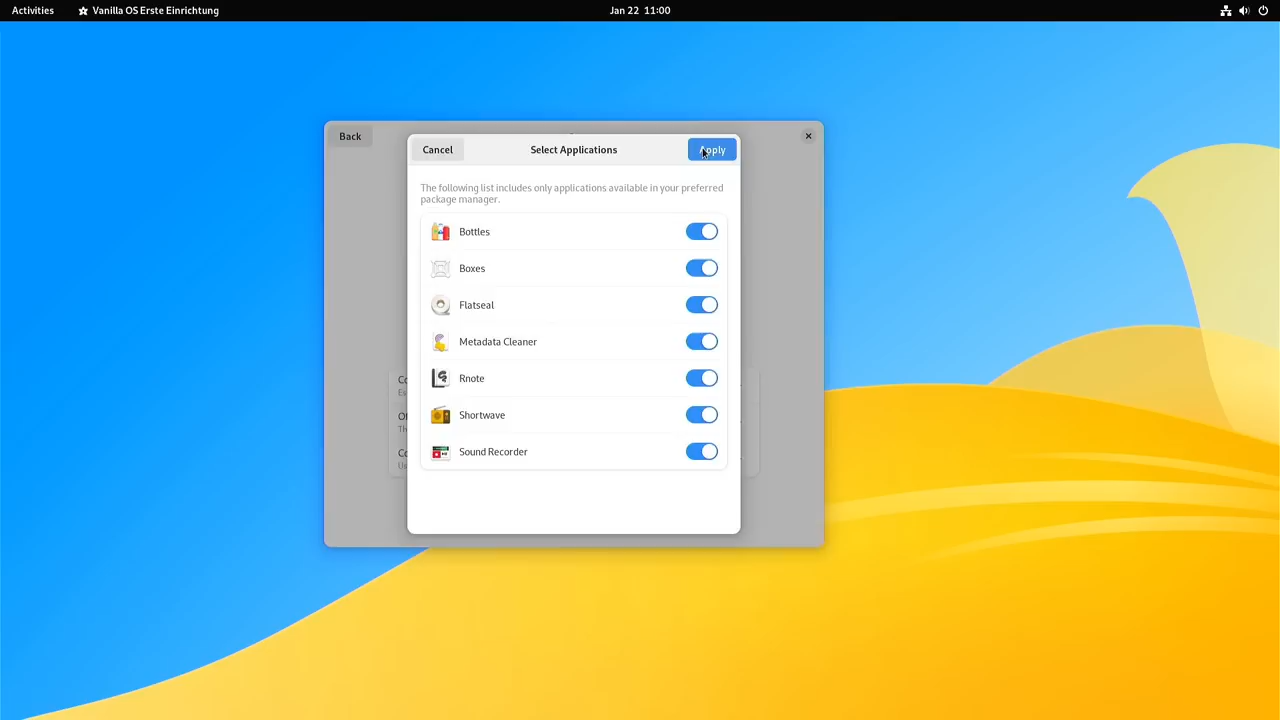 Activities
Vanilla OS Erste Einrichtung
Jan 22 11:00
Back
Cancel
Select Applications
Apply
The following list includes only applications available in your preferred
package manager.
Bottles
Boxes
Flatseal
Metadata Cleaner
Rnote
Shortwave
Sound Recorder